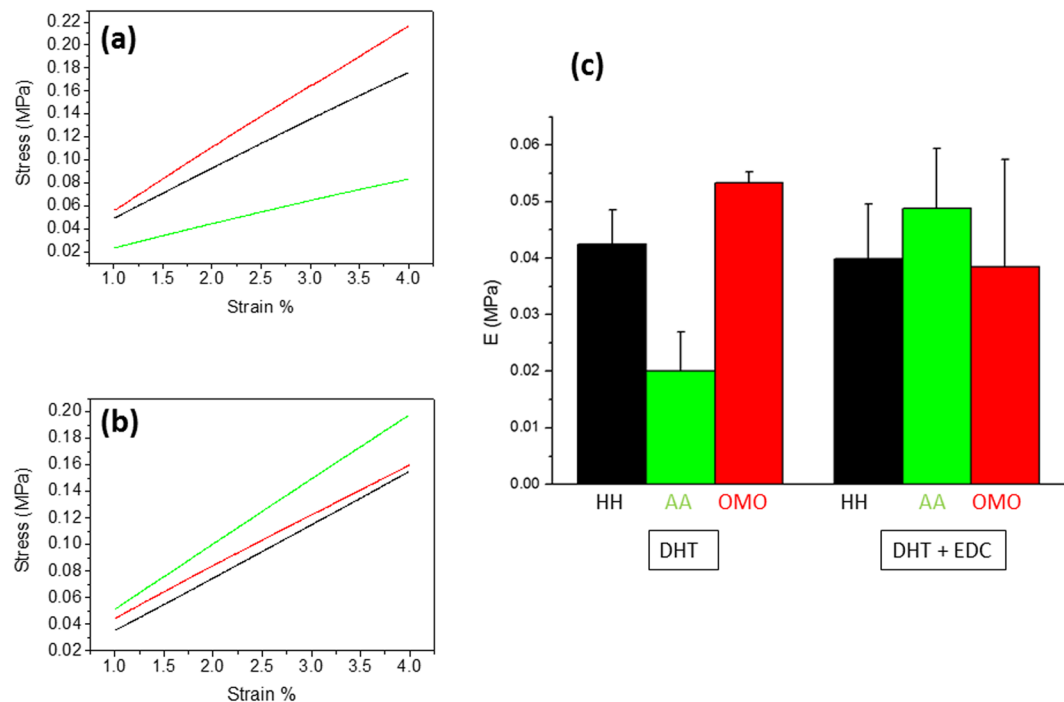 (a)
Stress (MPa)
0.22
0.20
0.18
0.16
0.14
0.12
0.10
0.08
0.06
0.04
0.02
1.0 1.5 2.0 2.5 3.0 3.5 4.0
Strain %
(b)
Stress (MPa)
0.20
0.18
0.16
0.14
0.12
0.10
0.08
0.06
0.04
0.02
1.0 1.5 2.0 2.5 3.0 3.5 4.0
Strain %
(c)
E (MPa)
0.06
0.05
0.04
0.03
0.02
0.01
0.00
HH AA OMO HH AA OMO
DHT DHT + EDC